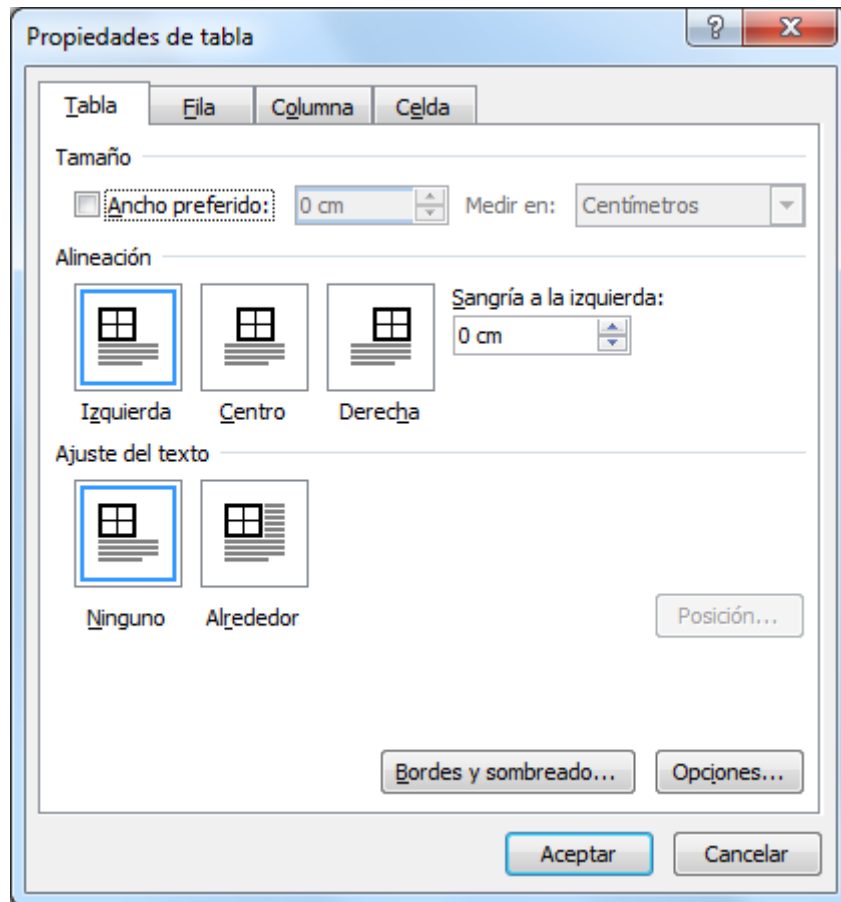 Propiedades de tabla
Tabla Fila Columna Celda
Tamaño
Ancho preferido: 0 cm Medir en: Centímetros
Alineación
Sangría a la izquierda:
0 cm
Izquierda Centro Derecha
Ajuste del texto
Ninguno Alrededor
Posición...
Bordes y sombreado... Opciones...
Aceptar Cancelar